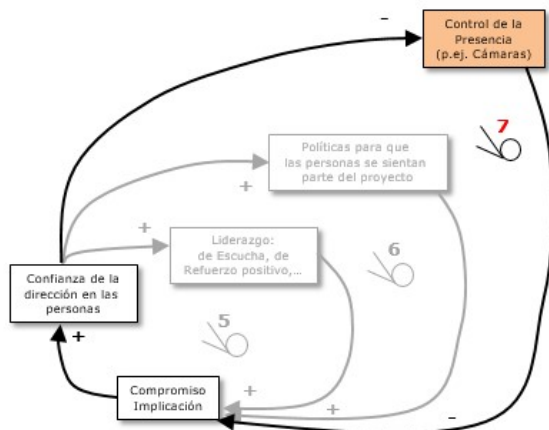 -
Control de la
Presencia
(p.ej. Cámaras)
7
Políticas para que
las personas se sientan
parte del proyecto
+
+
Liderazgo:
de Escucha, de
Refuerzo positivo,...
6
Confianza de la
dirección en las
personas
5
+
Compromiso
Implicación
+
+
-